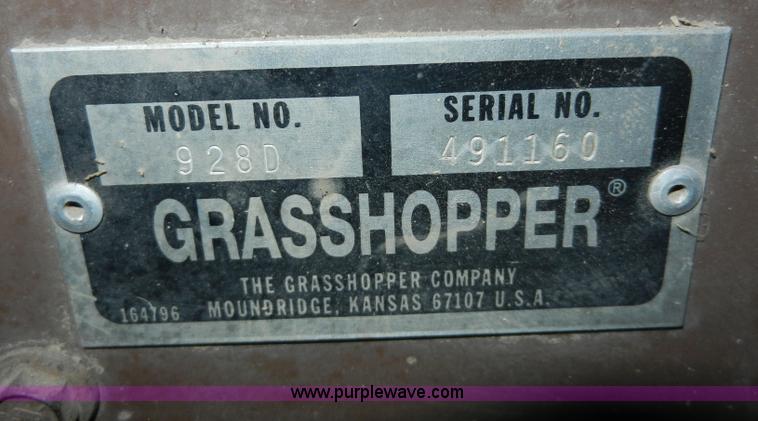 MODEL NO.
928D
SERIAL NO.
491160
GRASSHOPPER®
THE GRASSHOPPER COMPANY
164796 MOUNDRIDGE, KANSAS 67107 U.S.A.
www.purplewave.com